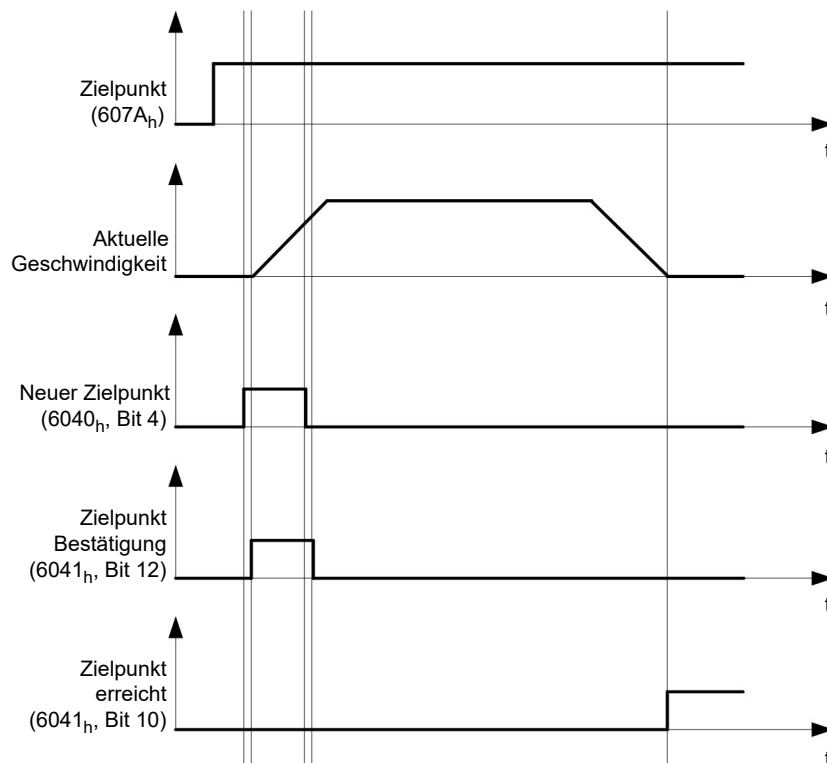 Zielpunkt
(607Aₕ)
t
Aktuelle
Geschwindigkeit
t
Neuer Zielpunkt
(6040ₕ, Bit 4)
t
Zielpunkt
Bestätigung
(6041ₕ, Bit 12)
t
Zielpunkt
erreicht
(6041ₕ, Bit 10)
t